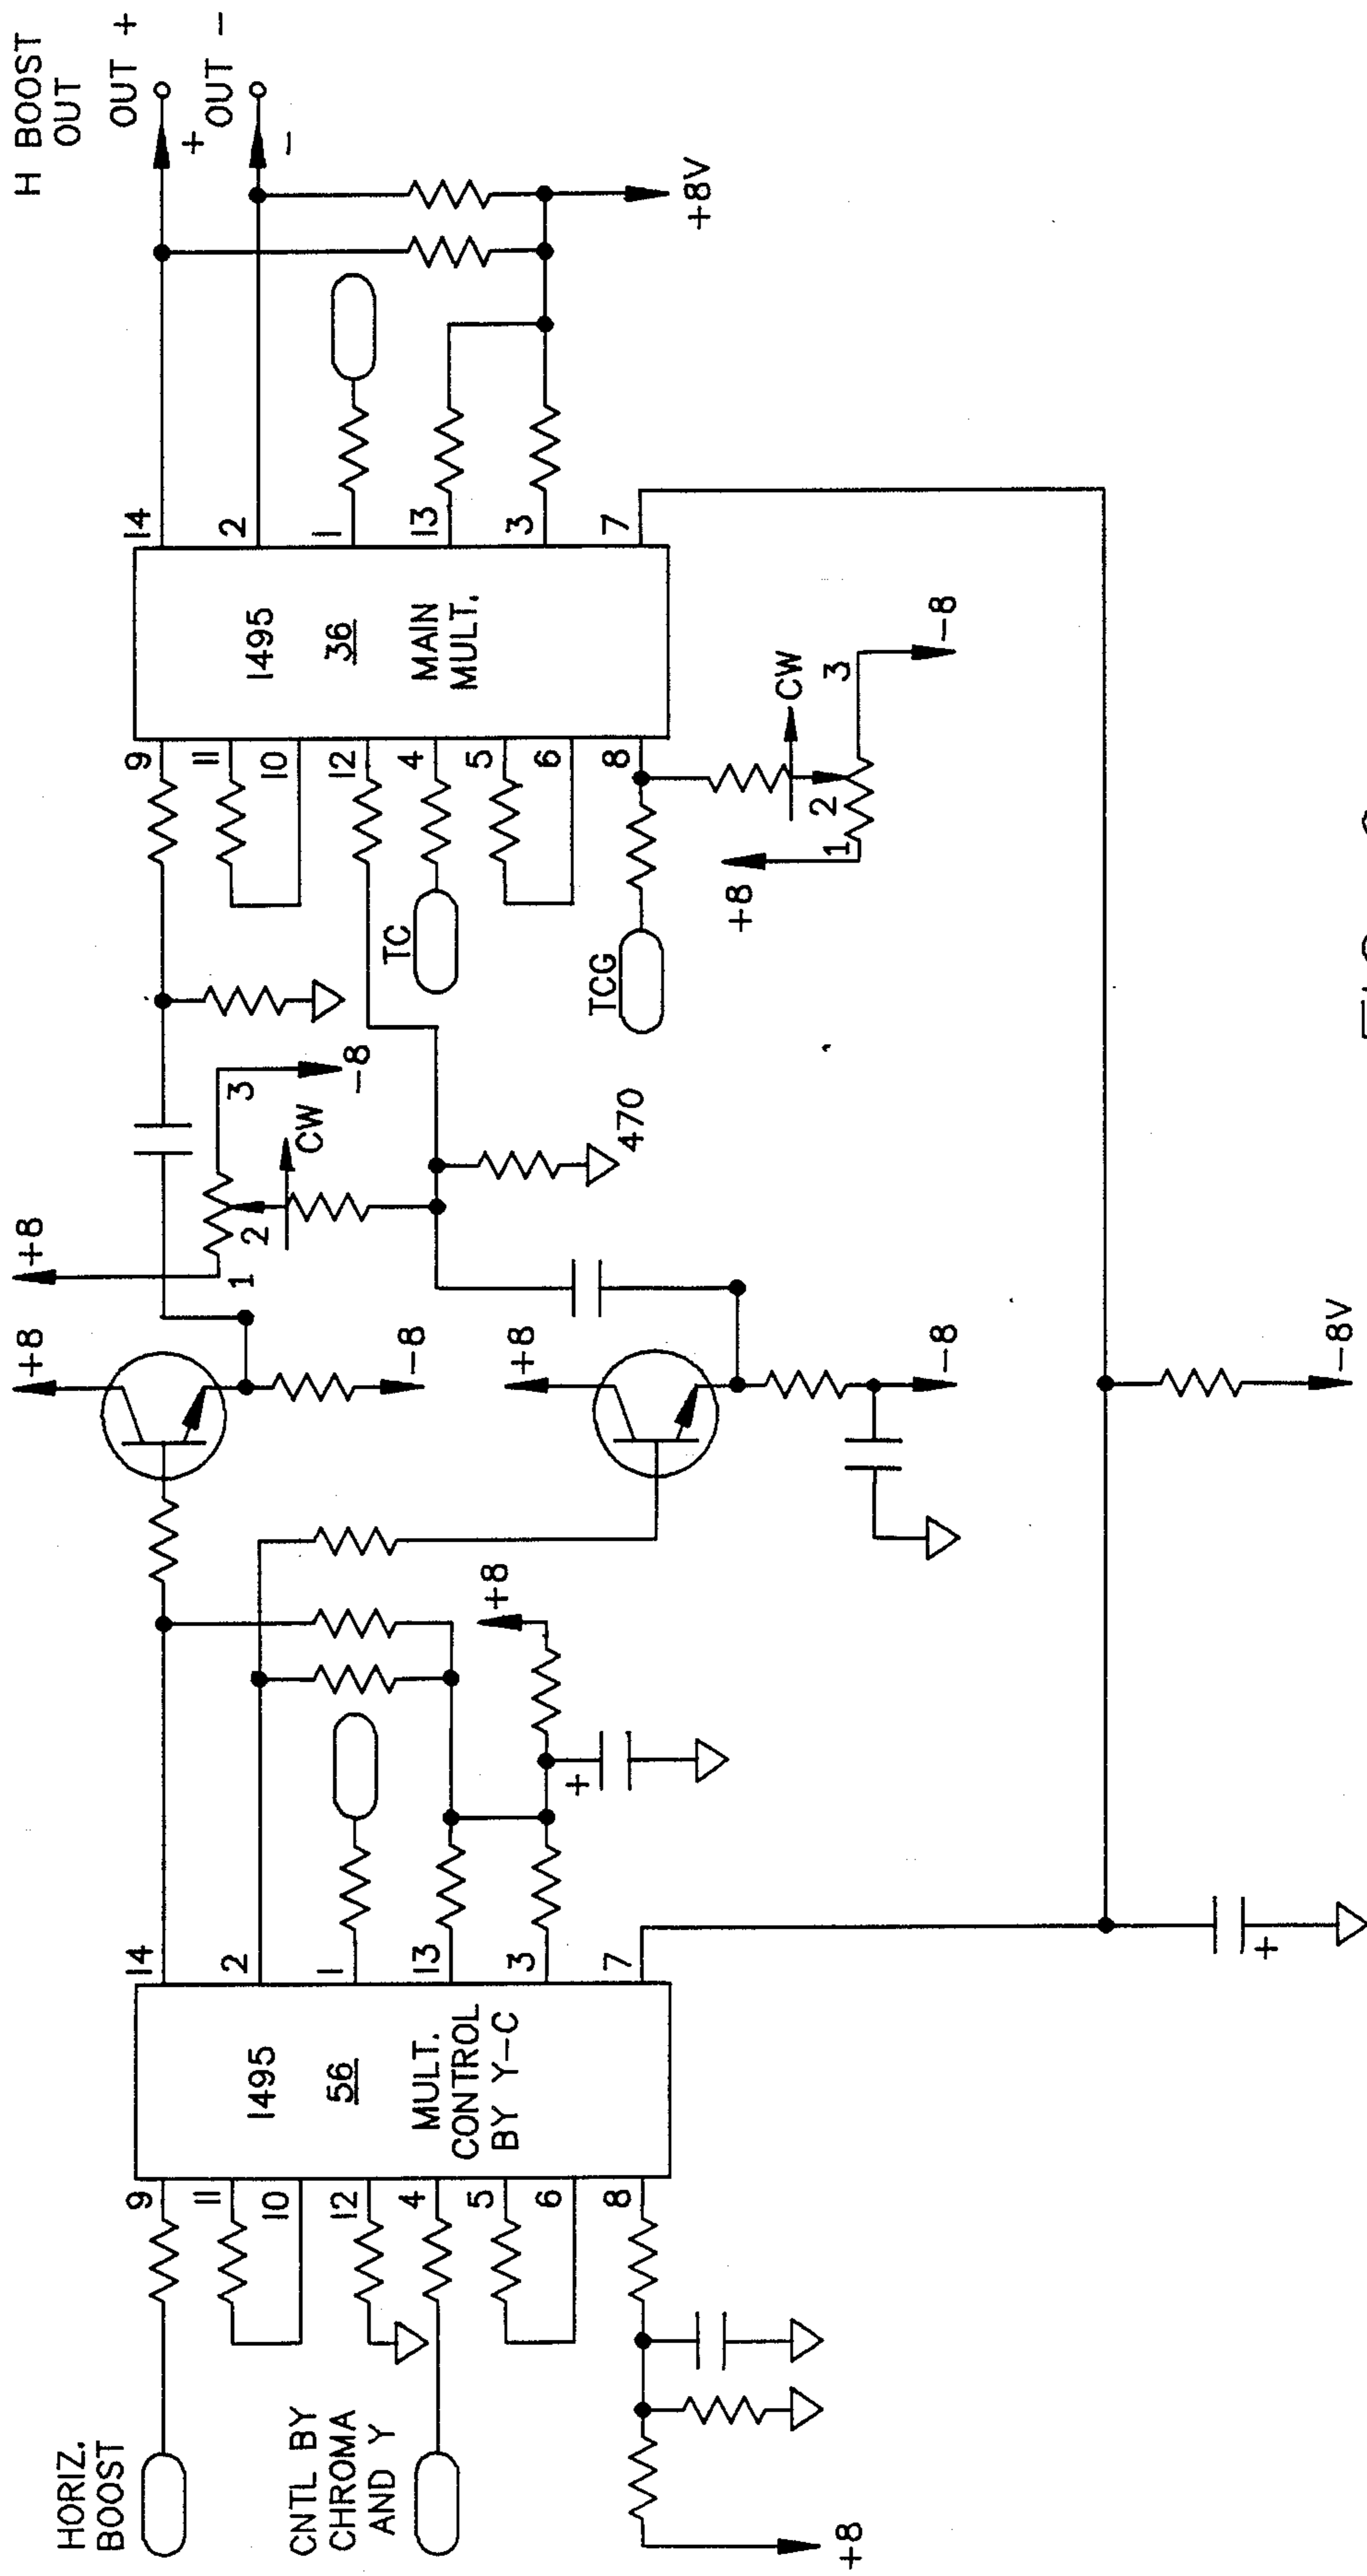 HORIZ.
BOOST
CNTL BY
CHROMA
AND Y
+8
9
11
10
12
4
5
6
8
1495
56
MULT.
CONTROL
BY Y-C
14
2
1
13
3
7
+
+8
+
-8V
+8
-8
+8
-8
+8
1
2
3
CW
-8
470
TC
TCG
+8
1
2
3
CW
-8
9
11
10
12
4
5
6
8
1495
36
MAIN
MULT.
14
2
1
13
3
7
+8V
H BOOST
OUT
OUT +
+
OUT -
-